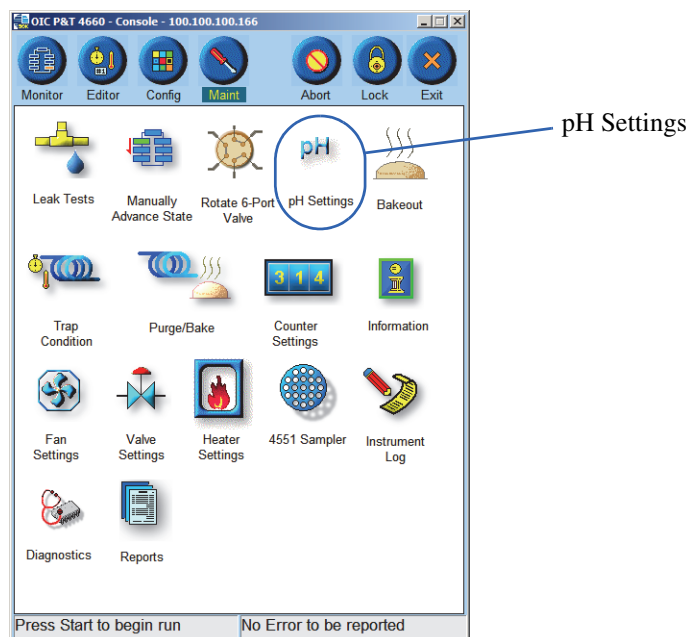 OIC P&T 4660 - Console - 100.100.100.166
Monitor Editor Config Maint Abort Lock Exit
pH Settings
pH
Leak Tests
Manually
Advance State
Rotate 6-Port
Valve
pH Settings
Bakeout
3 1 4
Trap
Condition
Purge/Bake
Counter
Settings
Information
Fan
Settings
Valve
Settings
Heater
Settings
4551 Sampler
Instrument
Log
Diagnostics
Reports
Press Start to begin run
No Error to be reported